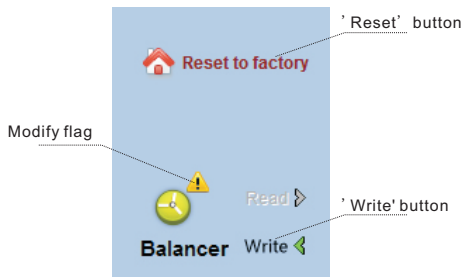 ’Reset’ button
Reset to factory
Modify flag
Read
’Write' button
Balancer
Write